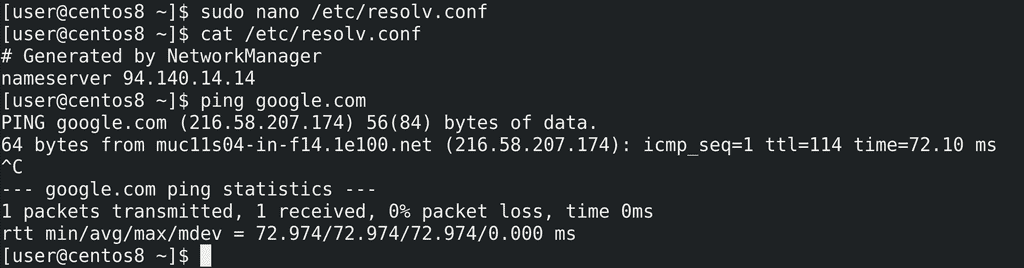 [user@centos8 ~]$ sudo nano /etc/resolv.conf
[user@centos8 ~]$ cat /etc/resolv.conf
# Generated by NetworkManager
nameserver 94.140.14.14
[user@centos8 ~]$ ping google.com
PING google.com (216.58.207.174) 56(84) bytes of data.
64 bytes from muc11s04-in-f14.1e100.net (216.58.207.174): icmp_seq=1 ttl=114 time=72.10 ms
^C
--- google.com ping statistics ---
1 packets transmitted, 1 received, 0% packet loss, time 0ms
rtt min/avg/max/mdev = 72.974/72.974/72.974/0.000 ms
[user@centos8 ~]$